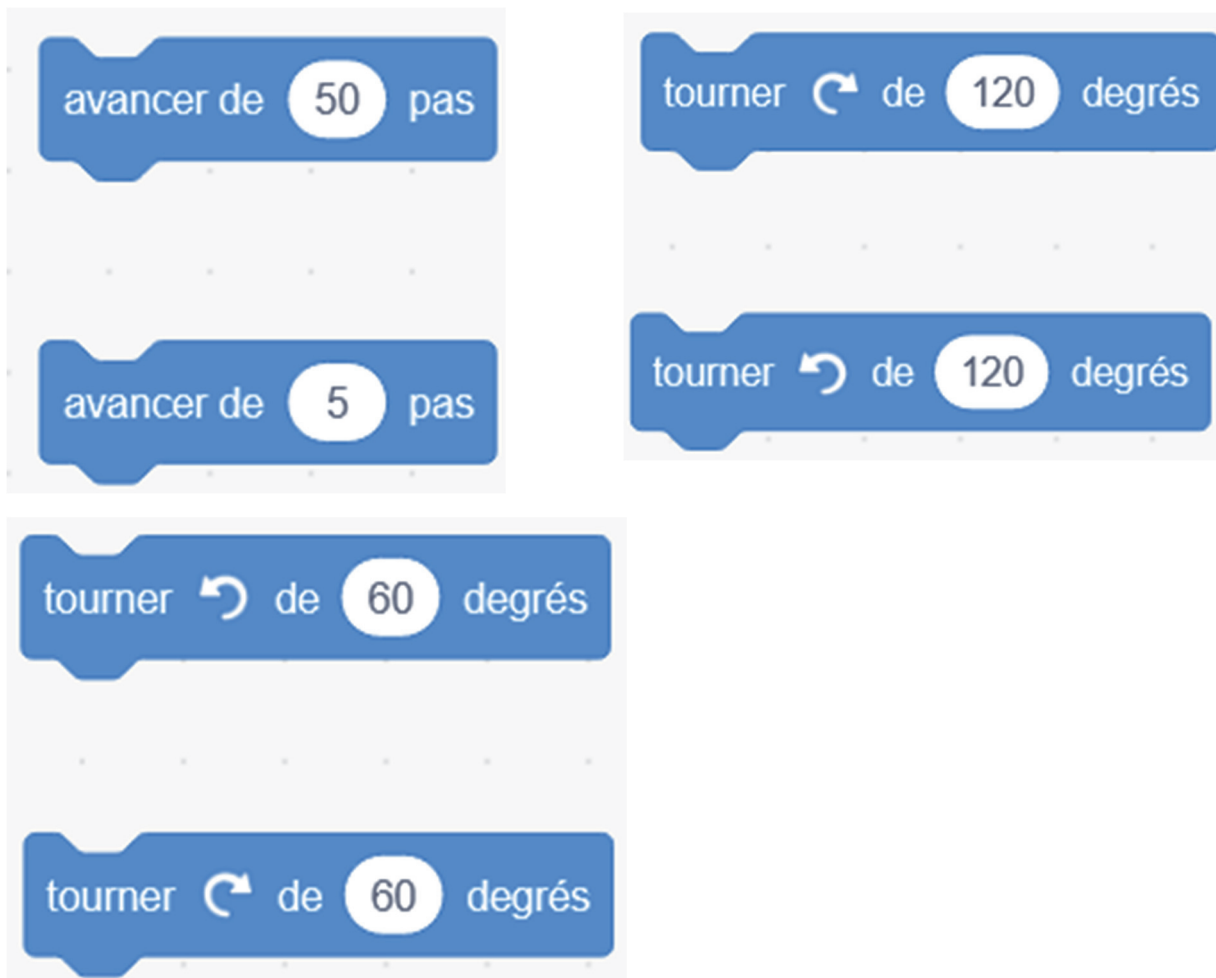 avancer de 50 pas
avancer de 5 pas
tourner de 120 degrés
tourner de 120 degrés
tourner de 60 degrés
tourner de 60 degrés